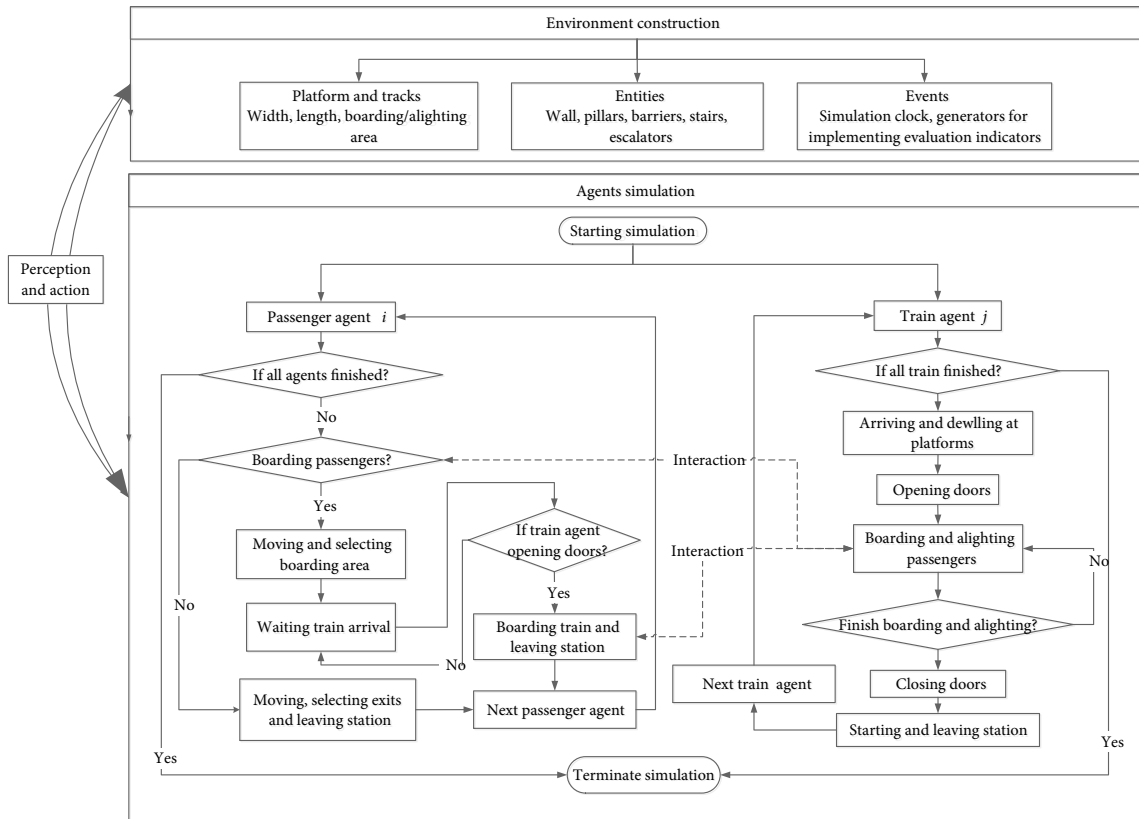 Environment construction
Platform and tracks
Width, length, boarding/alighting
area
Entities
Wall, pillars, barriers, stairs,
escalators
Events
Simulation clock, generators for
implementing evaluation indicators
Perception
and action
Agents simulation
Starting simulation
Passenger agent i
If all agents finished?
No
Boarding passengers?
Yes
Moving and selecting
boarding area
Waiting train arrival
No
If train agent
opening doors?
Yes
Boarding train and
leaving station
No
Moving, selecting exits
and leaving station
Next passenger agent
Yes
Interaction
Interaction
Train agent j
If all train finished?
Arriving and dewlling at
platforms
Opening doors
Boarding and alighting
passengers
No
Finish boarding and alighting?
Closing doors
Next train agent
Starting and leaving station
Yes
Terminate simulation